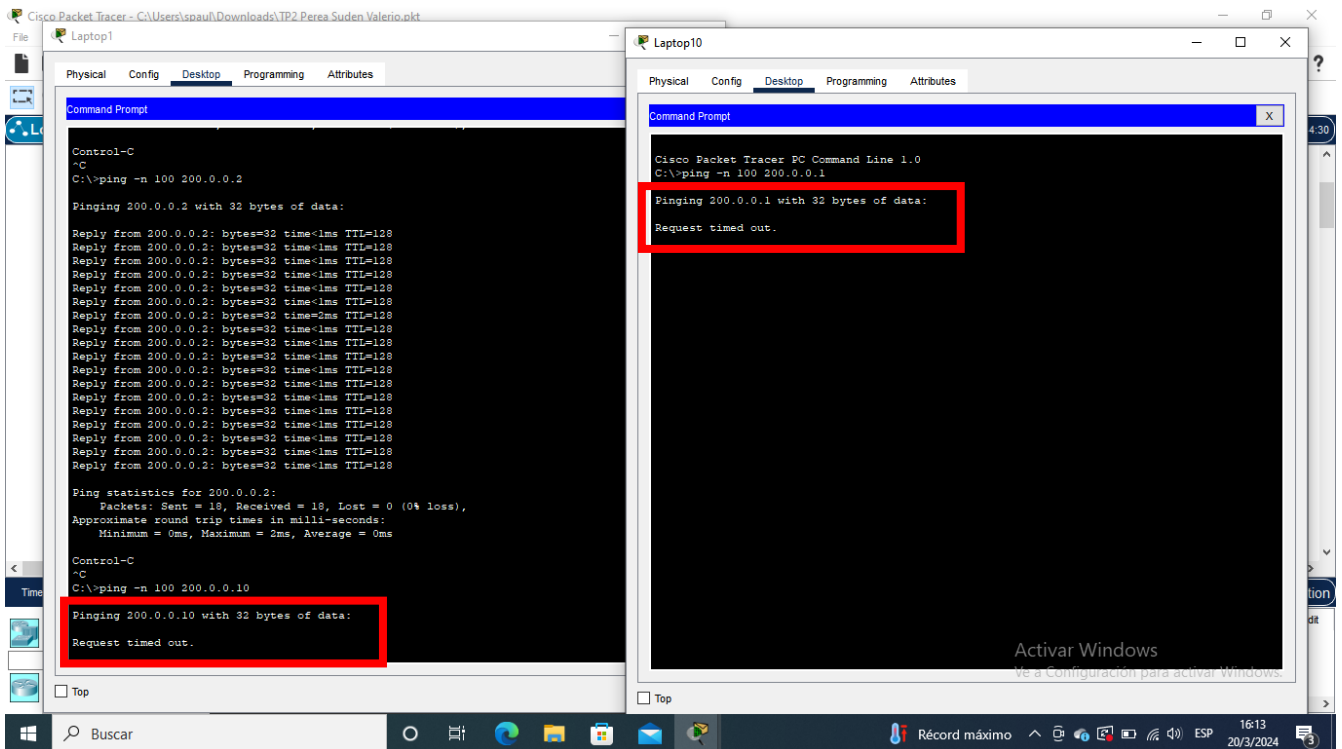 Cisco Packet Tracer - C:\Users\spaul\Downloads\TP2 Perea Suden Valerio.pkt
File
Laptop1
Physical Config Desktop Programming Attributes
Command Prompt
Control-C
^C
C:\>ping -n 100 200.0.0.2
Pinging 200.0.0.2 with 32 bytes of data:
Reply from 200.0.0.2: bytes=32 time<1ms TTL=128
Reply from 200.0.0.2: bytes=32 time<1ms TTL=128
Reply from 200.0.0.2: bytes=32 time<1ms TTL=128
Reply from 200.0.0.2: bytes=32 time<1ms TTL=128
Reply from 200.0.0.2: bytes=32 time<1ms TTL=128
Reply from 200.0.0.2: bytes=32 time<1ms TTL=128
Reply from 200.0.0.2: bytes=32 time=2ms TTL=128
Reply from 200.0.0.2: bytes=32 time<1ms TTL=128
Reply from 200.0.0.2: bytes=32 time<1ms TTL=128
Reply from 200.0.0.2: bytes=32 time<1ms TTL=128
Reply from 200.0.0.2: bytes=32 time<1ms TTL=128
Reply from 200.0.0.2: bytes=32 time<1ms TTL=128
Reply from 200.0.0.2: bytes=32 time<1ms TTL=128
Reply from 200.0.0.2: bytes=32 time<1ms TTL=128
Reply from 200.0.0.2: bytes=32 time<1ms TTL=128
Reply from 200.0.0.2: bytes=32 time<1ms TTL=128
Reply from 200.0.0.2: bytes=32 time<1ms TTL=128
Reply from 200.0.0.2: bytes=32 time<1ms TTL=128
Ping statistics for 200.0.0.2:
Packets: Sent = 18, Received = 18, Lost = 0 (0% loss),
Approximate round trip times in milli-seconds:
Minimum = 0ms, Maximum = 2ms, Average = 0ms
Control-C
^C
C:\>ping -n 100 200.0.0.10
Pinging 200.0.0.10 with 32 bytes of data:
Request timed out.
Top
Laptop10
Physical Config Desktop Programming Attributes
Command Prompt
X
Cisco Packet Tracer PC Command Line 1.0
C:\>ping -n 100 200.0.0.1
Pinging 200.0.0.1 with 32 bytes of data:
Request timed out.
Top
?
4:30
Time
tion
dit
Activar Windows
Ve a Configuración para activar Windows.
Buscar
Récord máximo
ESP
16:13
20/3/2024
3